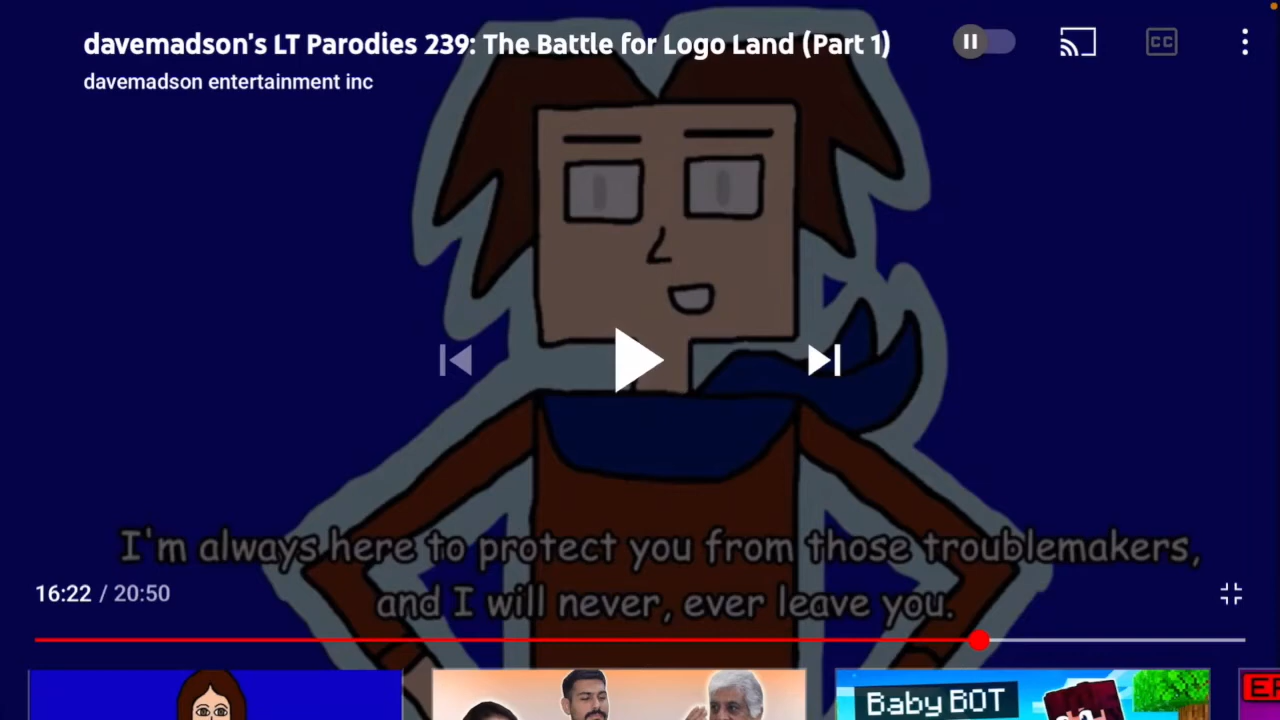 davemadson's LT Parodies 239: The Battle for Logo Land (Part 1)
davemadson entertainment inc
CC
I'm always here to protect you from those troublemakers,
and I will never, ever leave you.
16:22 / 20:50
Baby BOT